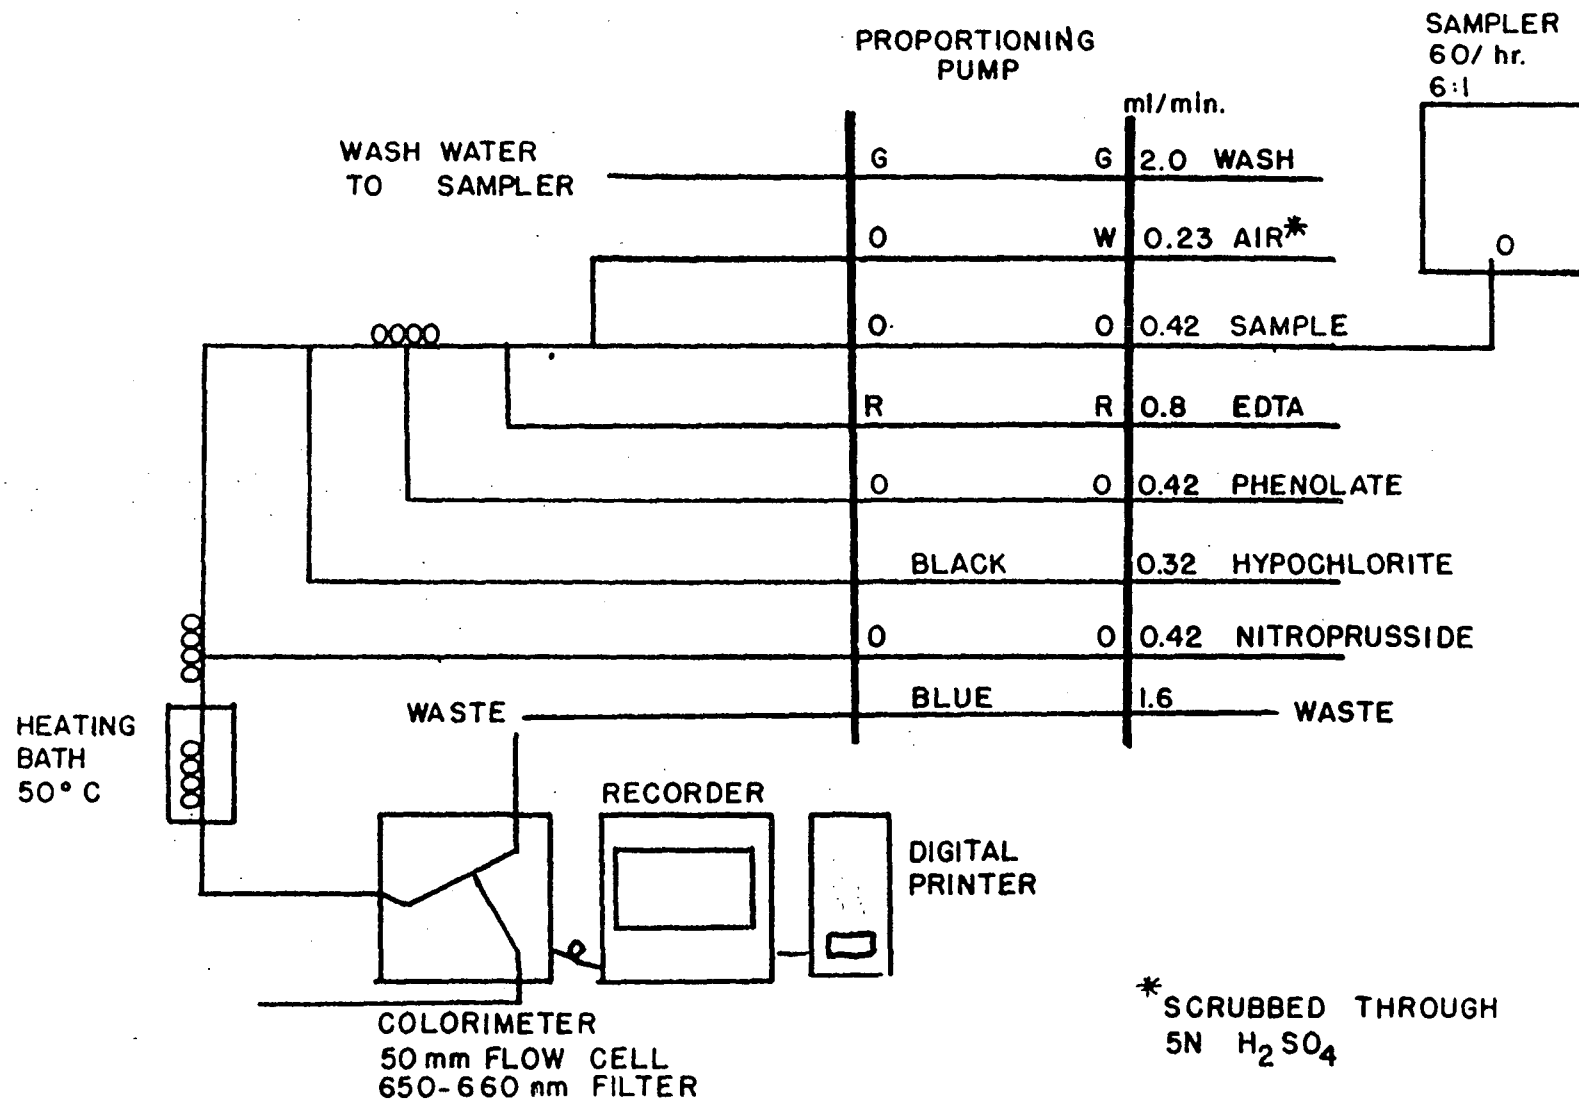 PROPORTIONING
PUMP
SAMPLER
60/ hr.
6:1
ml/min.
WASH WATER
TO SAMPLER
G G 2.0 WASH
O W 0.23 AIR*
O
O O 0.42 SAMPLE
R R 0.8 EDTA
O O 0.42 PHENOLATE
BLACK 0.32 HYPOCHLORITE
O O 0.42 NITROPRUSSIDE
WASTE BLUE 1.6 WASTE
HEATING
BATH
50° C
RECORDER
DIGITAL
PRINTER
COLORIMETER
50 mm FLOW CELL
650-660 nm FILTER
*SCRUBBED THROUGH
5N H₂SO₄